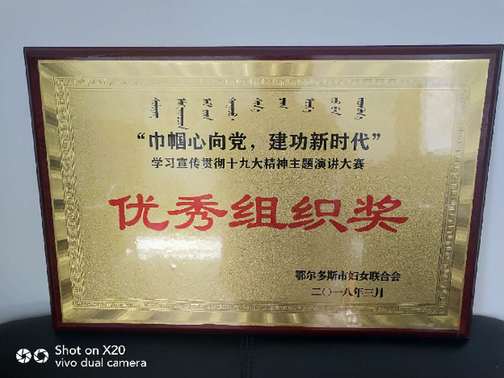 “巾帼心向党，建功新时代”
学习宣传贯彻十九大精神主题演讲大赛
优秀组织奖
鄂尔多斯市妇女联合会
二〇一八年三月
Shot on X20
vivo dual camera